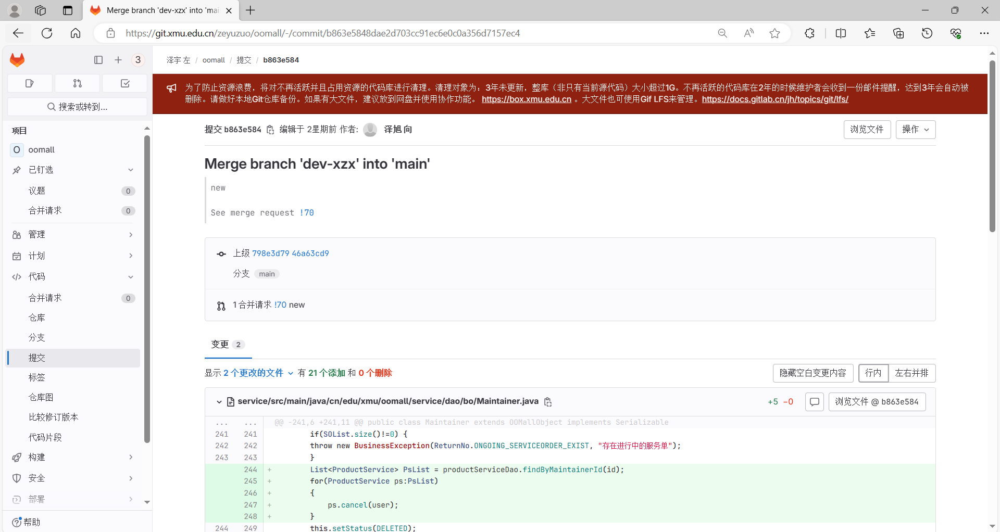 Merge branch 'dev-xzx' into 'mai
https://git.xmu.edu.cn/zeyuzuo/oomall/-/commit/b863e5848dae2d703cc91ec6e0c0a356d7157ec4
3
搜索或转到...
项目
O oomall
已钉选
议题 0
合并请求 0
管理
计划
代码
合并请求 0
仓库
分支
提交
标签
仓库图
比较修订版本
代码片段
构建
安全
部署
帮助
泽宇 左 / oomall / 提交 / b863e584
为了防止资源浪费，将对不再活跃并且占用资源的代码库进行清理。清理对象为：3年未更新，整库（非只有当前源代码）大小超过1G。不再活跃的代码库在2年的时候维护者会收到一份邮件提醒，达到3年会自动被
删除。请做好本地Git仓库备份。如果有大文件，建议放到网盘并使用协作功能。 https://box.xmu.edu.cn 。大文件也可使用Gif LFS来管理。https://docs.gitlab.cn/jh/topics/git/lfs/
提交 b863e584 编辑于 2星期前 作者: 泽旭 向
浏览文件 操作
Merge branch 'dev-xzx' into 'main'
new
See merge request !70
上级 798e3d79 46a63cd9
分支 main
1 合并请求 !70 new
变更 2
显示 2 个更改的文件 有 21 个添加 和 0 个删除
隐藏空白变更内容 行内 左右并排
service/src/main/java/cn/edu/xmu/oomall/service/dao/bo/Maintainer.java
+5 −0 浏览文件 @ b863e584
... ... @@ -241,6 +241,11 @@ public class Maintainer extends OOMallObject implements Serializable
241 241 if(SOList.size()!=0) {
242 242 throw new BusinessException(ReturnNo.ONGOING_SERVICEORDER_EXIST, "存在进行中的服务单");
243 243 }
244 + List<ProductService> PsList = productServiceDao.findByMaintainerId(id);
245 + for(ProductService ps:PsList)
246 + {
247 + ps.cancel(user);
248 + }
244 249 this.setStatus(DELETED);